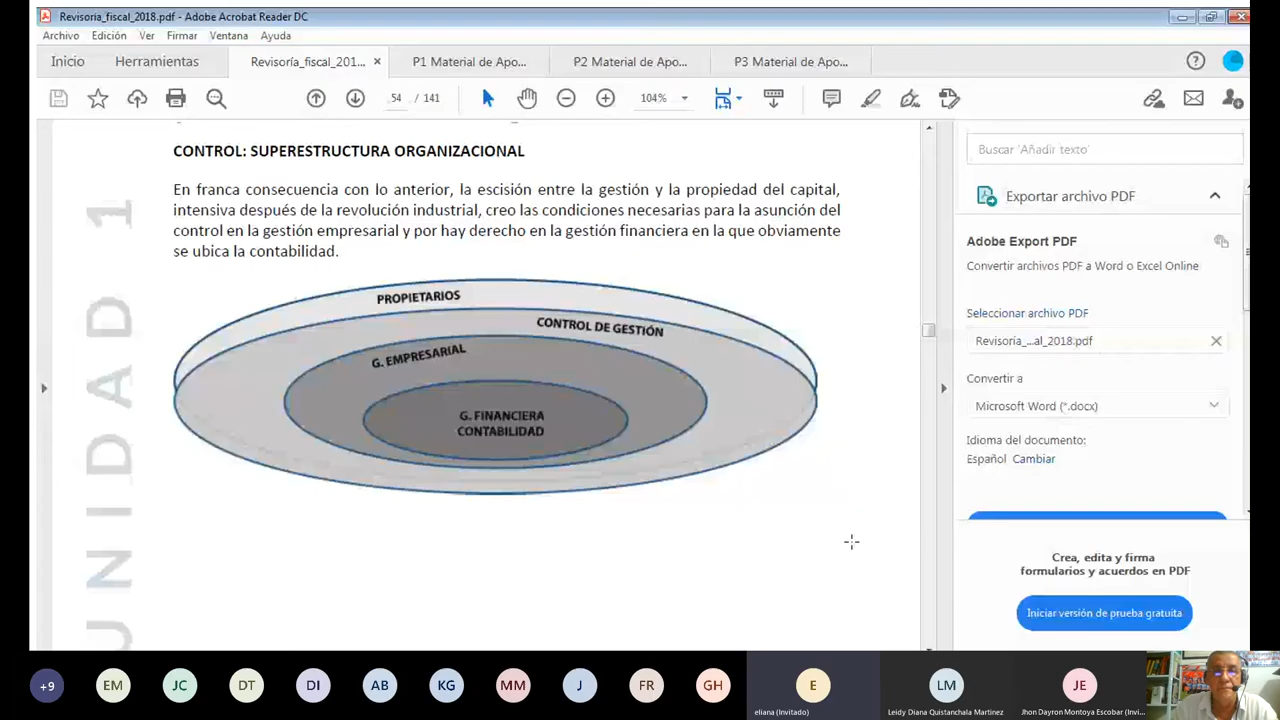 Revisoria_fiscal_2018.pdf - Adobe Acrobat Reader DC
Archivo Edición Ver Firmar Ventana Ayuda
Inicio Herramientas Revisoría_fiscal_201... × P1 Material de Apo... P2 Material de Apo... P3 Material de Apo...
54 / 141 104%
CONTROL: SUPERESTRUCTURA ORGANIZACIONAL
En franca consecuencia con lo anterior, la escisión entre la gestión y la propiedad del capital,
intensiva después de la revolución industrial, creo las condiciones necesarias para la asunción del
control en la gestión empresarial y por hay derecho en la gestión financiera en la que obviamente
se ubica la contabilidad.
PROPIETARIOS
CONTROL DE GESTIÓN
G. EMPRESARIAL
G. FINANCIERA
CONTABILIDAD
UNIDAD 1
Buscar 'Añadir texto'
Exportar archivo PDF
Adobe Export PDF
Convertir archivos PDF a Word o Excel Online
Seleccionar archivo PDF
Revisoría_...al_2018.pdf
Convertir a
Microsoft Word (*.docx)
Idioma del documento:
Español Cambiar
Crea, edita y firma
formularios y acuerdos en PDF
Iniciar versión de prueba gratuita
+9 EM JC DT DI AB KG MM J FR GH E LM JE
eliana (Invitado) Leidy Diana Quistanchala Martinez Jhon Dayron Montoya Escobar (Invi...